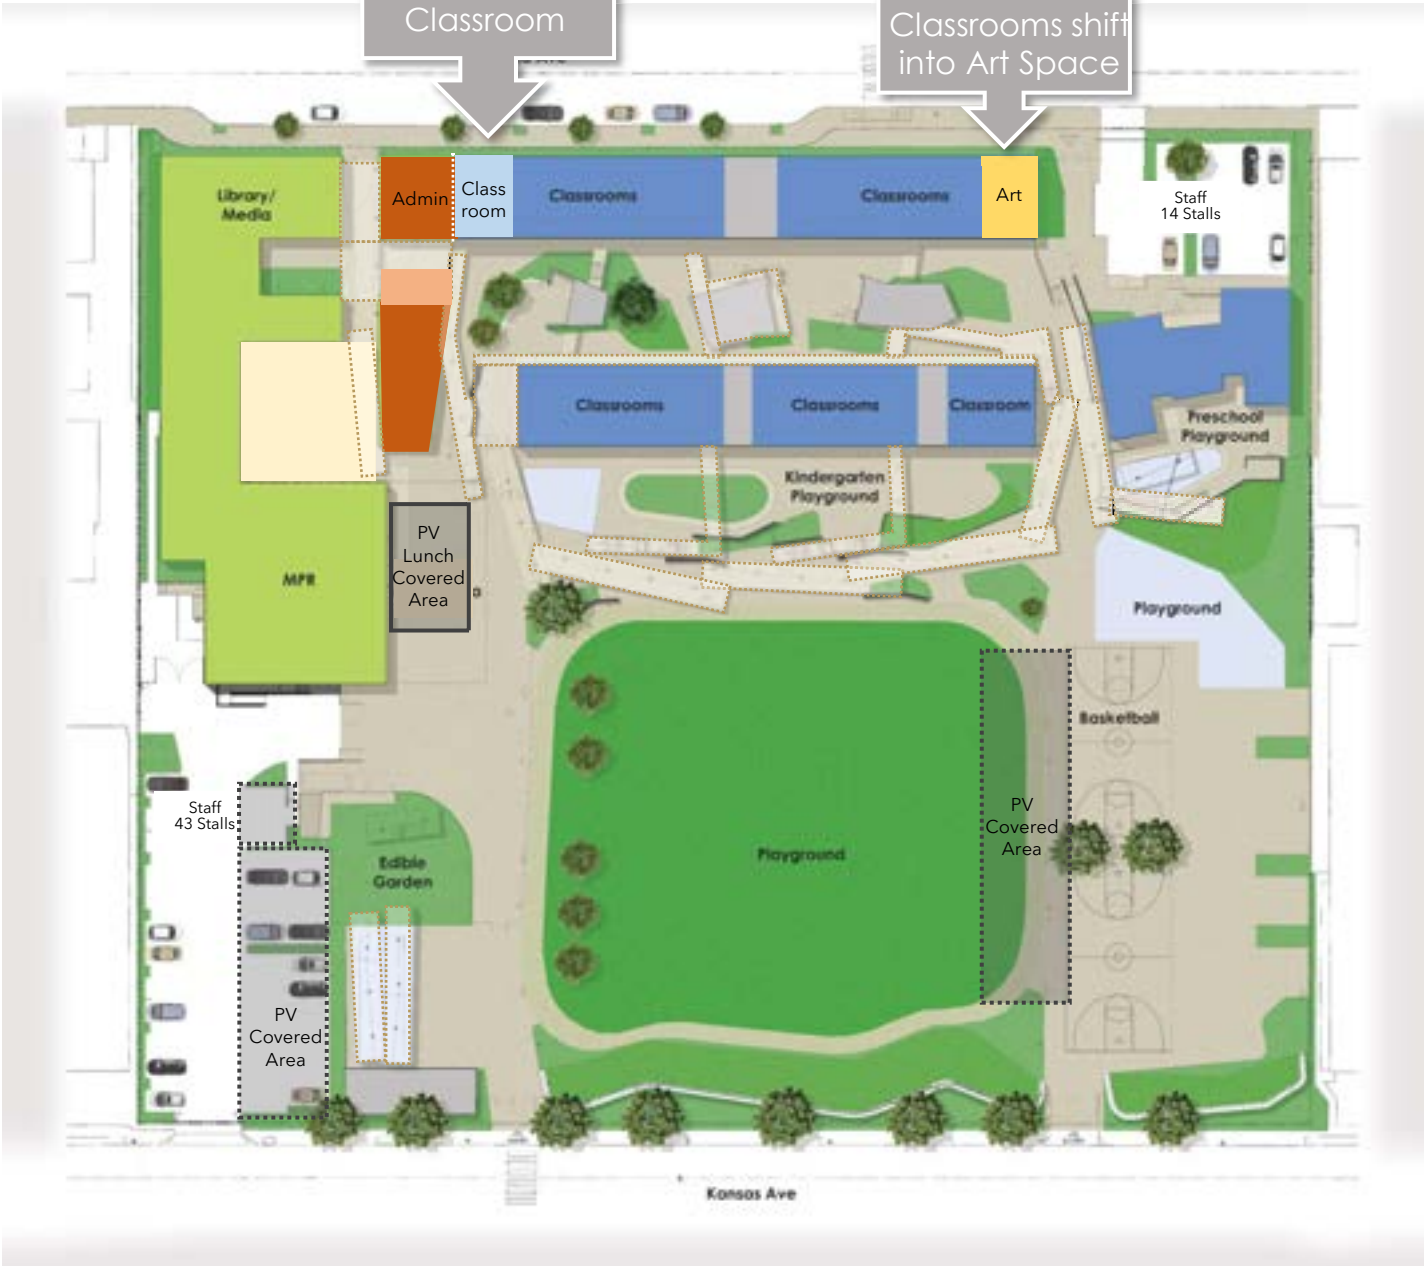 Classroom
Classrooms shift
into Art Space
Library/
Media
Admin
Class
room
Classrooms
Classrooms
Art
Staff
14 Stalls
Classrooms
Classrooms
Classroom
Preschool
Playground
Kindergarten
Playground
PV
Lunch
Covered
Area
MPR
Playground
Basketball
Staff
43 Stalls
PV
Covered
Area
Playground
Edible
Garden
PV
Covered
Area
Kansas Ave